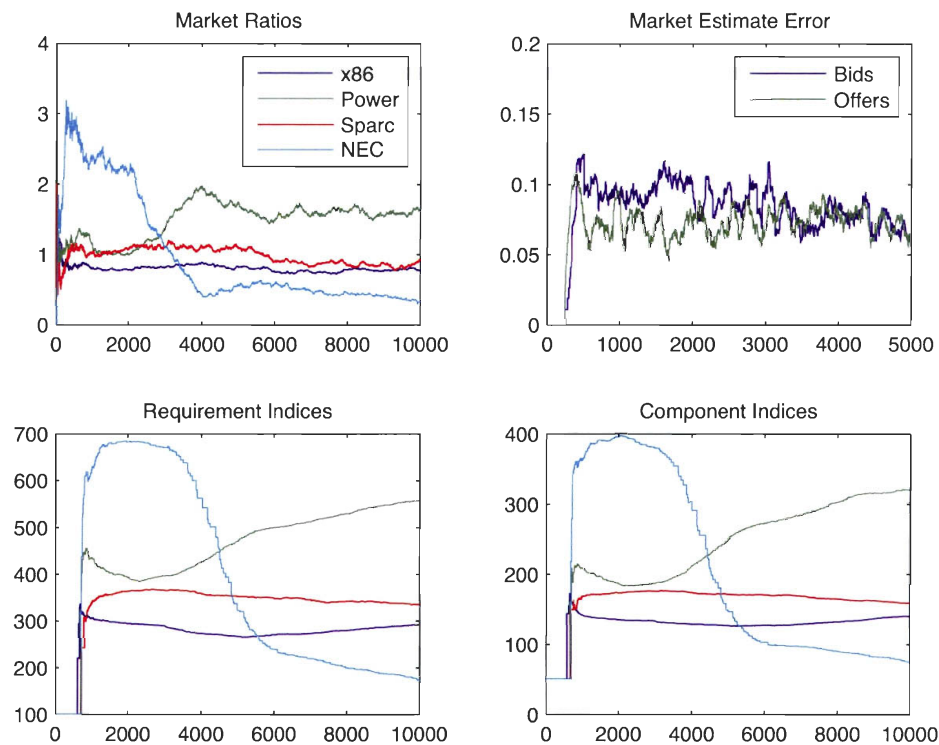 Market Ratios
4
3
2
1
0
0 2000 4000 6000 8000 10000
x86
Power
Sparc
NEC
Market Estimate Error
0.2
0.15
0.1
0.05
0
0 1000 2000 3000 4000 5000
Bids
Offers
Requirement Indices
700
600
500
400
300
200
100
0 2000 4000 6000 8000 10000
Component Indices
400
300
200
100
0
0 2000 4000 6000 8000 10000